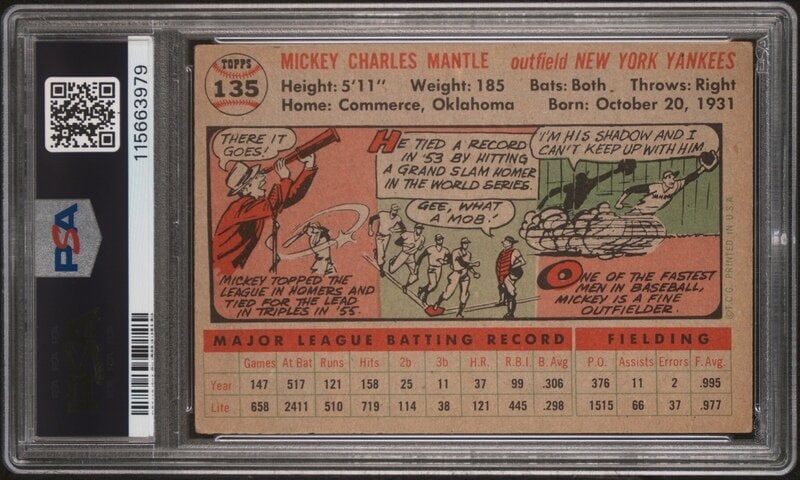 115663979
PSA
TOPPS
135
MICKEY CHARLES MANTLE outfield NEW YORK YANKEES
Height: 5'11" Weight: 185 Bats: Both Throws: Right
Home: Commerce, Oklahoma Born: October 20, 1931
THERE IT
GOES!
HE TIED A RECORD
IN '53 BY HITTING
A GRAND SLAM HOMER
IN THE WORLD SERIES.
I'M HIS SHADOW AND I
CAN'T KEEP UP WITH HIM
GEE, WHAT
A MOB!
MICKEY TOPPED THE
LEAGUE IN HOMERS AND
TIED FOR THE LEAD
IN TRIPLES IN '55.
ONE OF THE FASTEST
MEN IN BASEBALL,
MICKEY IS A FINE
OUTFIELDER.
©T.C.G. PRINTED IN U.S.A.
MAJOR LEAGUE BATTING RECORD FIELDING
Games At Bat Runs Hits 2b 3b H.R. R.B.I. B. Avg P.O. Assists Errors F. Avg.
Year 147 517 121 158 25 11 37 99 .306 376 11 2 .995
Life 658 2411 510 719 114 38 121 445 .298 1515 66 37 .977